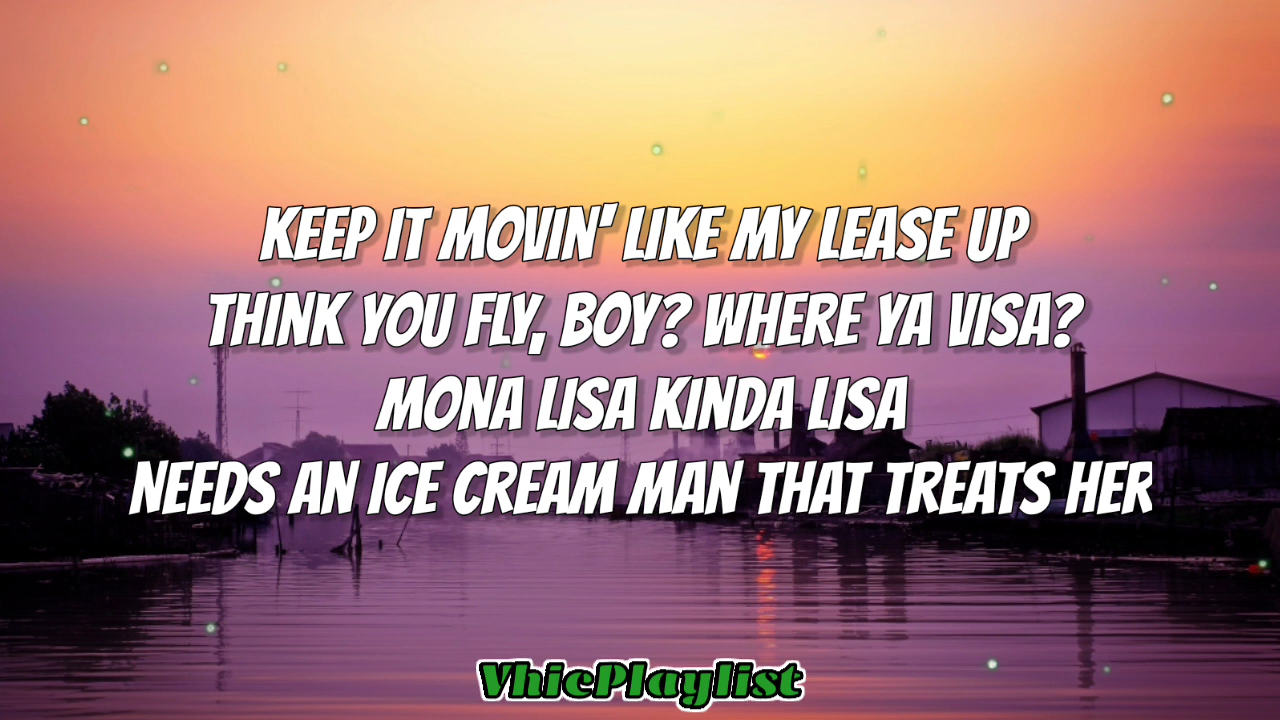 KEEP IT MOVIN' LIKE MY LEASE UP
THINK YOU FLY, BOY? WHERE YA VISA?
MONA LISA KINDA LISA
NEEDS AN ICE CREAM MAN THAT TREATS HER
VhicPlaylist